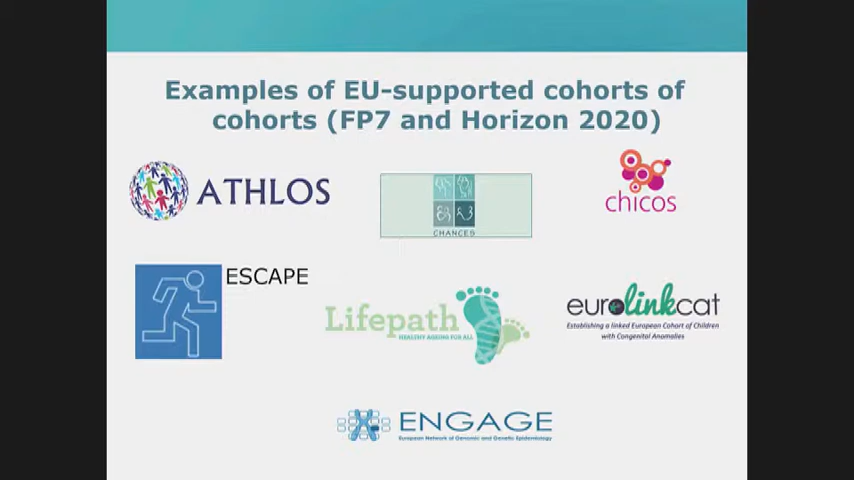 Examples of EU-supported cohorts of
cohorts (FP7 and Horizon 2020)
ATHLOS
CHANCES
chicos
ESCAPE
Lifepath
HEALTHY AGEING FOR ALL
eurolinkcat
Establishing a linked European Cohort of Children
with Congenital Anomalies
ENGAGE
European Network of Genomic and Genetic Epidemiology